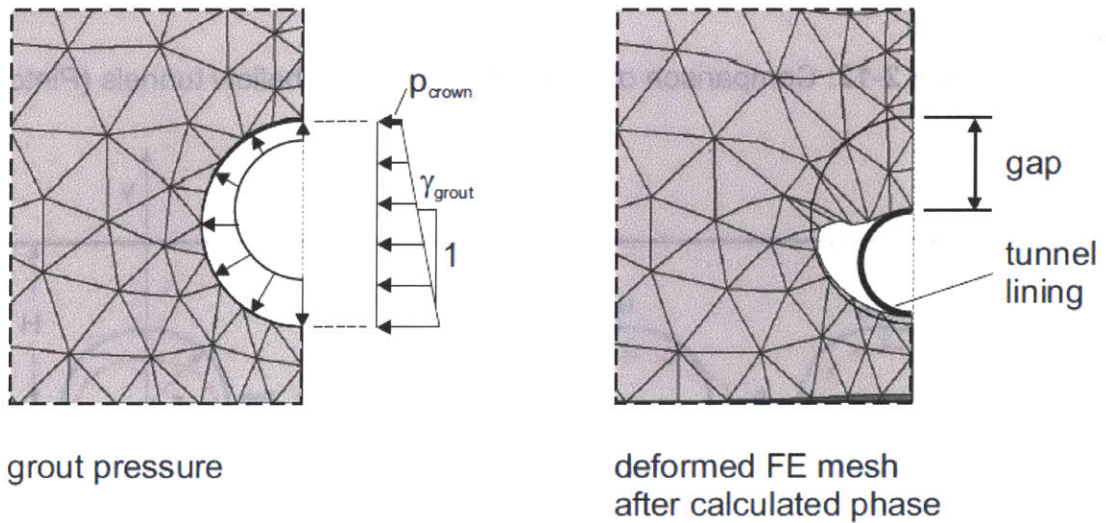 p_crown
γ_grout
1
grout pressure
gap
tunnel
lining
deformed FE mesh
after calculated phase